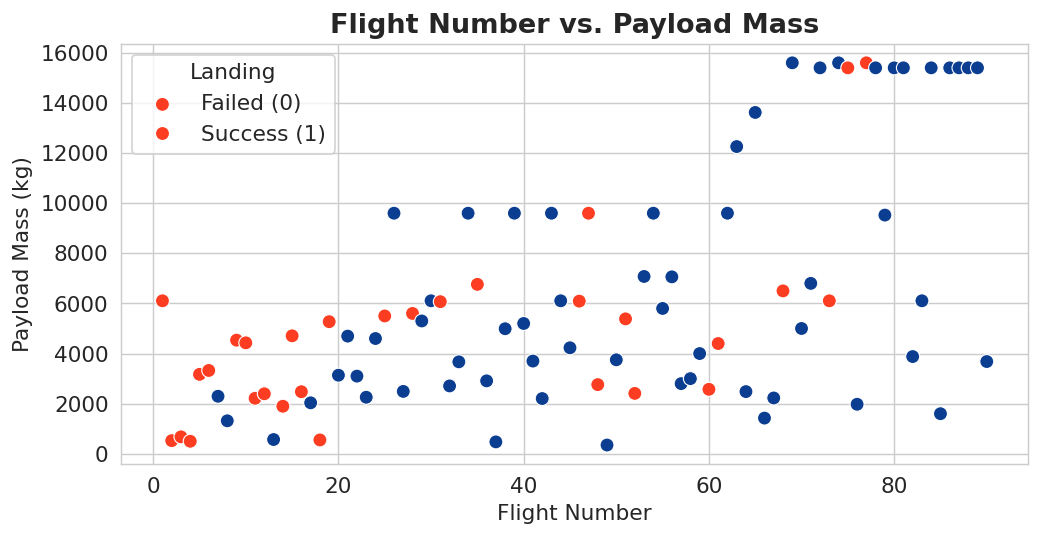 Flight Number vs. Payload Mass
16000
14000
12000
10000
8000
6000
4000
2000
0
Payload Mass (kg)
Landing
Failed (0)
Success (1)
0 20 40 60 80
Flight Number